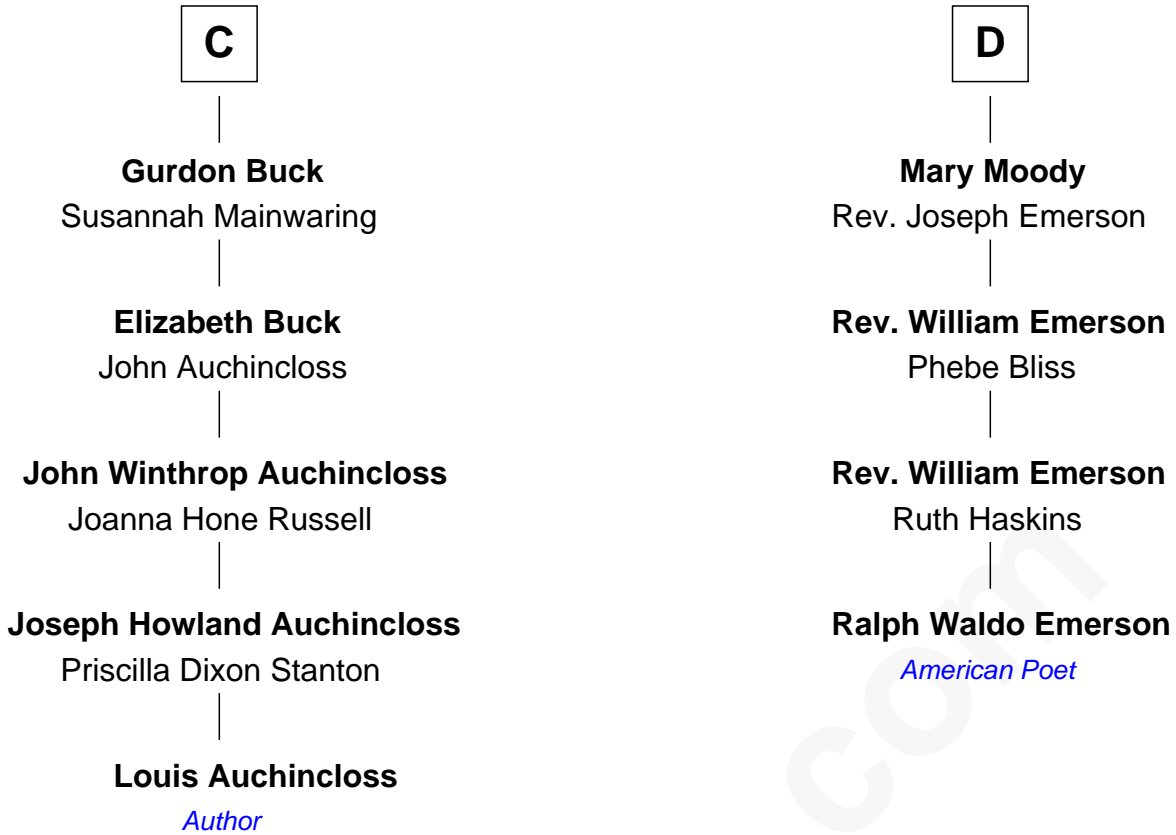 C
Gurdon Buck
Susannah Mainwaring
Elizabeth Buck
John Auchincloss
John Winthrop Auchincloss
Joanna Hone Russell
Joseph Howland Auchincloss
Priscilla Dixon Stanton
Louis Auchincloss
Author
D
Mary Moody
Rev. Joseph Emerson
Rev. William Emerson
Phebe Bliss
Rev. William Emerson
Ruth Haskins
Ralph Waldo Emerson
American Poet
com